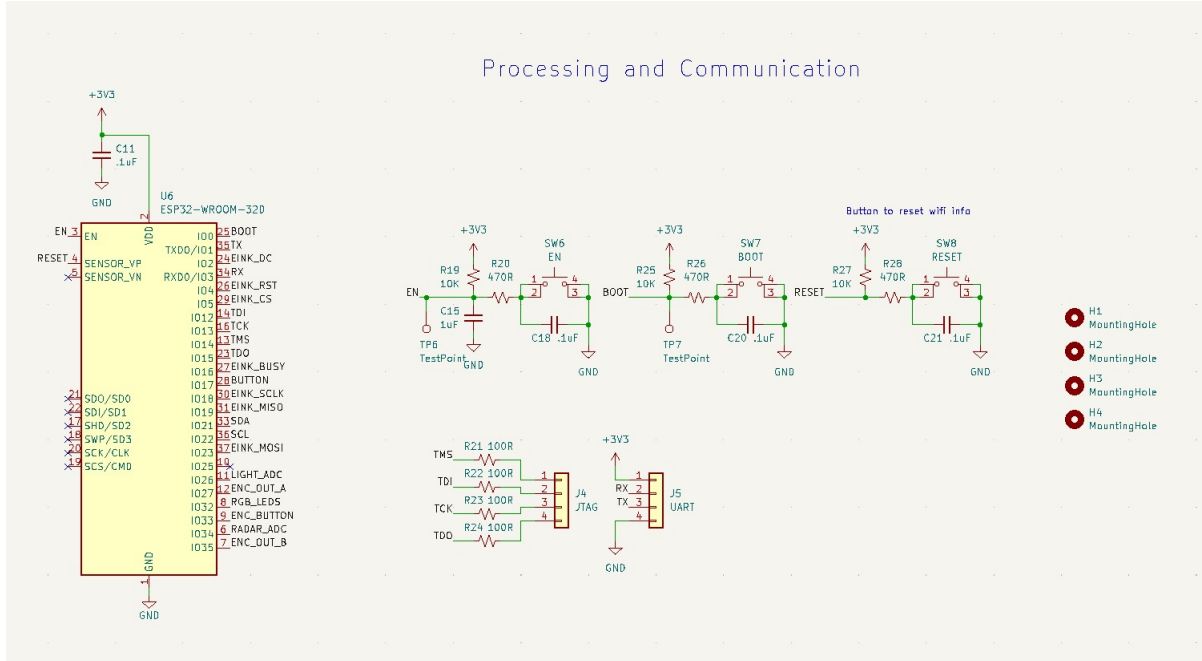 Processing and Communication
+3V3
C11
.1uF
GND
U6
ESP32-WROOM-32D
2
VDD
EN 3 EN
RESET 4 SENSOR_VP
5 SENSOR_VN
21 SDO/SD0
22 SDI/SD1
17 SHD/SD2
18 SWP/SD3
20 SCK/CLK
19 SCS/CMD
IO0 25 BOOT
TXD0/IO1 35 TX
IO2 24 EINK_DC
RXD0/IO3 34 RX
IO4 26 EINK_RST
IO5 29 EINK_CS
IO12 14 TDI
IO13 16 TCK
IO14 13 TMS
IO15 23 TDO
IO16 27 EINK_BUSY
IO17 28 BUTTON
IO18 30 EINK_SCLK
IO19 31 EINK_MISO
IO21 33 SDA
IO22 36 SCL
IO23 37 EINK_MOSI
IO25 10
IO26 11 LIGHT_ADC
IO27 12 ENC_OUT_A
IO32 8 RGB_LEDS
IO33 9 ENC_BUTTON
IO34 6 RADAR_ADC
IO35 7 ENC_OUT_B
GND
1
GND
+3V3
R19
10K
R20
470R
SW6
EN
1
2
4
3
EN
C15
1uF
TP6
TestPoint
GND
C18 .1uF
GND
+3V3
R25
10K
R26
470R
SW7
BOOT
1
2
4
3
BOOT
TP7
TestPoint
C20 .1uF
GND
Button to reset wifi info
+3V3
R27
10K
R28
470R
SW8
RESET
1
2
4
3
RESET
C21 .1uF
GND
H1
MountingHole
H2
MountingHole
H3
MountingHole
H4
MountingHole
TMS R21 100R
TDI R22 100R
TCK R23 100R
TDO R24 100R
1
2
3
4
J4
JTAG
+3V3
1
RX 2
TX 3
4
J5
UART
GND